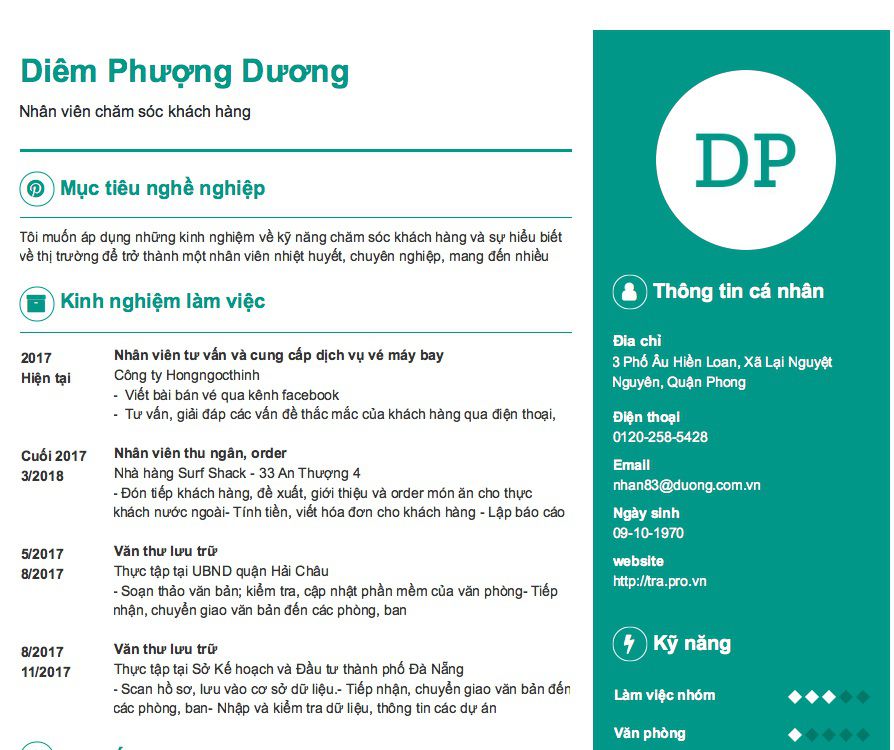 Diêm Phượng Dương
Nhân viên chăm sóc khách hàng
Mục tiêu nghề nghiệp
Tôi muốn áp dụng những kinh nghiệm về kỹ năng chăm sóc khách hàng và sự hiểu biết
về thị trường để trở thành một nhân viên nhiệt huyết, chuyên nghiệp, mang đến nhiều
Kinh nghiệm làm việc
2017
Hiện tại
Nhân viên tư vấn và cung cấp dịch vụ vé máy bay
Công ty Hongngocthinh
- Viết bài bán vé qua kênh facebook
- Tư vấn, giải đáp các vấn đề thắc mắc của khách hàng qua điện thoại,
Cuối 2017
3/2018
Nhân viên thu ngân, order
Nhà hàng Surf Shack - 33 An Thượng 4
- Đón tiếp khách hàng, đề xuất, giới thiệu và order món ăn cho thực
khách nước ngoài- Tính tiền, viết hóa đơn cho khách hàng - Lập báo cáo
5/2017
8/2017
Văn thư lưu trữ
Thực tập tại UBND quận Hải Châu
- Soạn thảo văn bản; kiểm tra, cập nhật phần mềm của văn phòng- Tiếp
nhận, chuyển giao văn bản đến các phòng, ban
8/2017
11/2017
Văn thư lưu trữ
Thực tập tại Sở Kế hoạch và Đầu tư thành phố Đà Nẵng
- Scan hồ sơ, lưu vào cơ sở dữ liệu.- Tiếp nhận, chuyển giao văn bản đến
các phòng, ban- Nhập và kiểm tra dữ liệu, thông tin các dự án
DP
Thông tin cá nhân
Địa chỉ
3 Phố Âu Hiền Loan, Xã Lại Nguyệt
Nguyên, Quận Phong
Điện thoại
0120-258-5428
Email
nhan83@duong.com.vn
Ngày sinh
09-10-1970
website
http://tra.pro.vn
Kỹ năng
Làm việc nhóm
Văn phòng